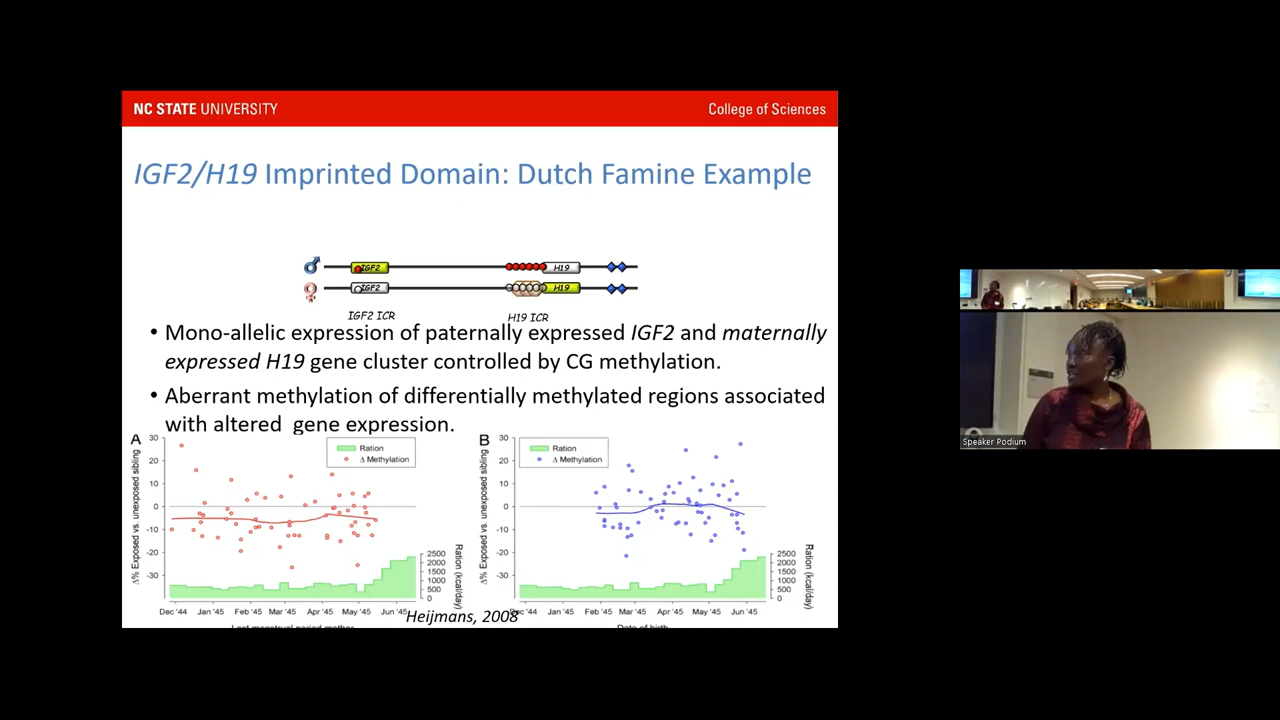 NC STATE UNIVERSITY
College of Sciences
IGF2/H19 Imprinted Domain: Dutch Famine Example
IGF2
H19
IGF2
H19
IGF2 ICR
H19 ICR
• Mono-allelic expression of paternally expressed IGF2 and maternally
expressed H19 gene cluster controlled by CG methylation.
• Aberrant methylation of differentially methylated regions associated
with altered gene expression.
A
Δ% Exposed vs. unexposed sibling
30
20
10
0
-10
-20
-30
Ration
Δ Methylation
2500
2000
1500
1000
500
0
Ration (kcal/day)
Dec '44 Jan '45 Feb '45 Mar '45 Apr '45 May '45 Jun '45
Last menstrual period mother
B
Δ% Exposed vs. unexposed sibling
30
20
10
0
-10
-20
-30
Ration
Δ Methylation
2500
2000
1500
1000
500
0
Ration (kcal/day)
Dec '44 Jan '45 Feb '45 Mar '45 Apr '45 May '45 Jun '45
Date of birth
Heijmans, 2008
Speaker Podium